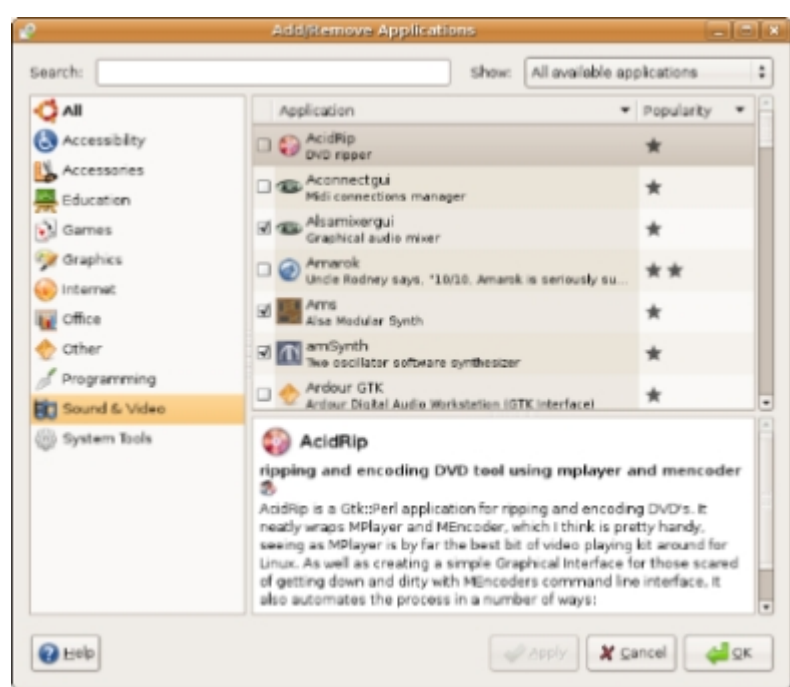 Add/Remove Applications
Search:
Show: All available applications
All
Accessibility
Accessories
Education
Games
Graphics
Internet
Office
Other
Programming
Sound & Video
System Tools
Application Popularity
AcidRip
DVD ripper
Aconnectgui
Midi connections manager
Alsamixergui
Graphical audio mixer
Amarok
Uncle Rodney says, "10/10, Amarok is seriously su...
Ams
Alsa Modular Synth
amSynth
Two oscillator software synthesizer
Ardour GTK
Ardour Digital Audio Workstation (GTK Interface)
AcidRip
ripping and encoding DVD tool using mplayer and mencoder
AcidRip is a Gtk::Perl application for ripping and encoding DVD's. It
neatly wraps MPlayer and MEncoder, which I think is pretty handy,
seeing as MPlayer is by far the best bit of video playing kit around for
Linux. As well as creating a simple Graphical Interface for those scared
of getting down and dirty with MEncoders command line interface, it
also automates the process in a number of ways:
Help
Apply
Cancel
OK